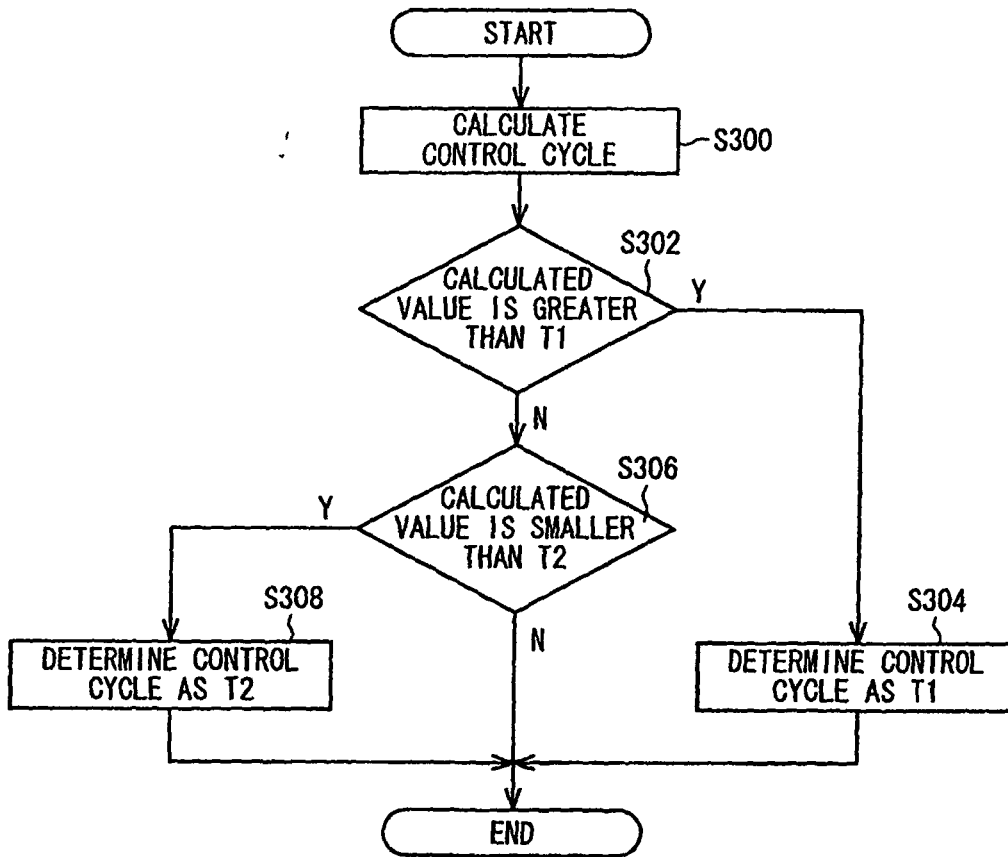 START
CALCULATE
CONTROL CYCLE
S300
S302
CALCULATED
VALUE IS GREATER
THAN T1
Y
N
S306
CALCULATED
VALUE IS SMALLER
THAN T2
Y
N
S308
DETERMINE CONTROL
CYCLE AS T2
S304
DETERMINE CONTROL
CYCLE AS T1
END